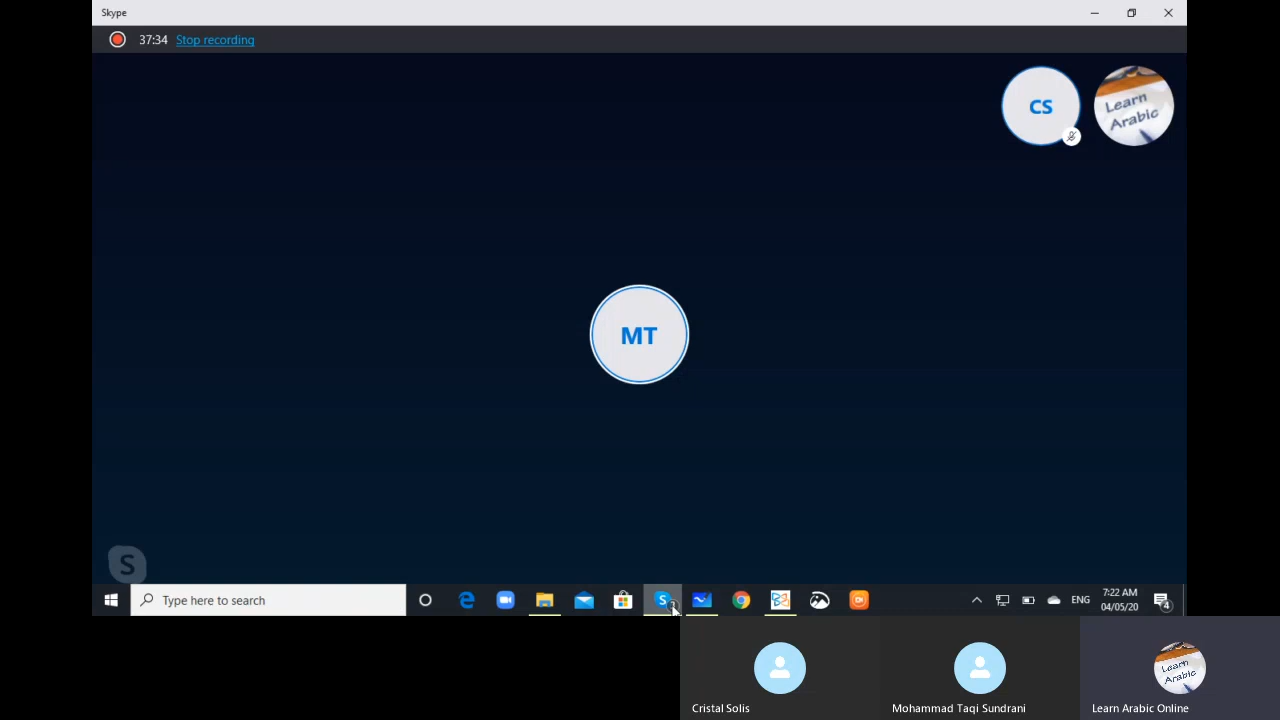 Skype
37:34 Stop recording
CS
Learn
Arabic
MT
S
Type here to search
ENG
7:22 AM
04/05/20
4
Learn
Arabic
Cristal Solis
Mohammad Taqi Sundrani
Learn Arabic Online